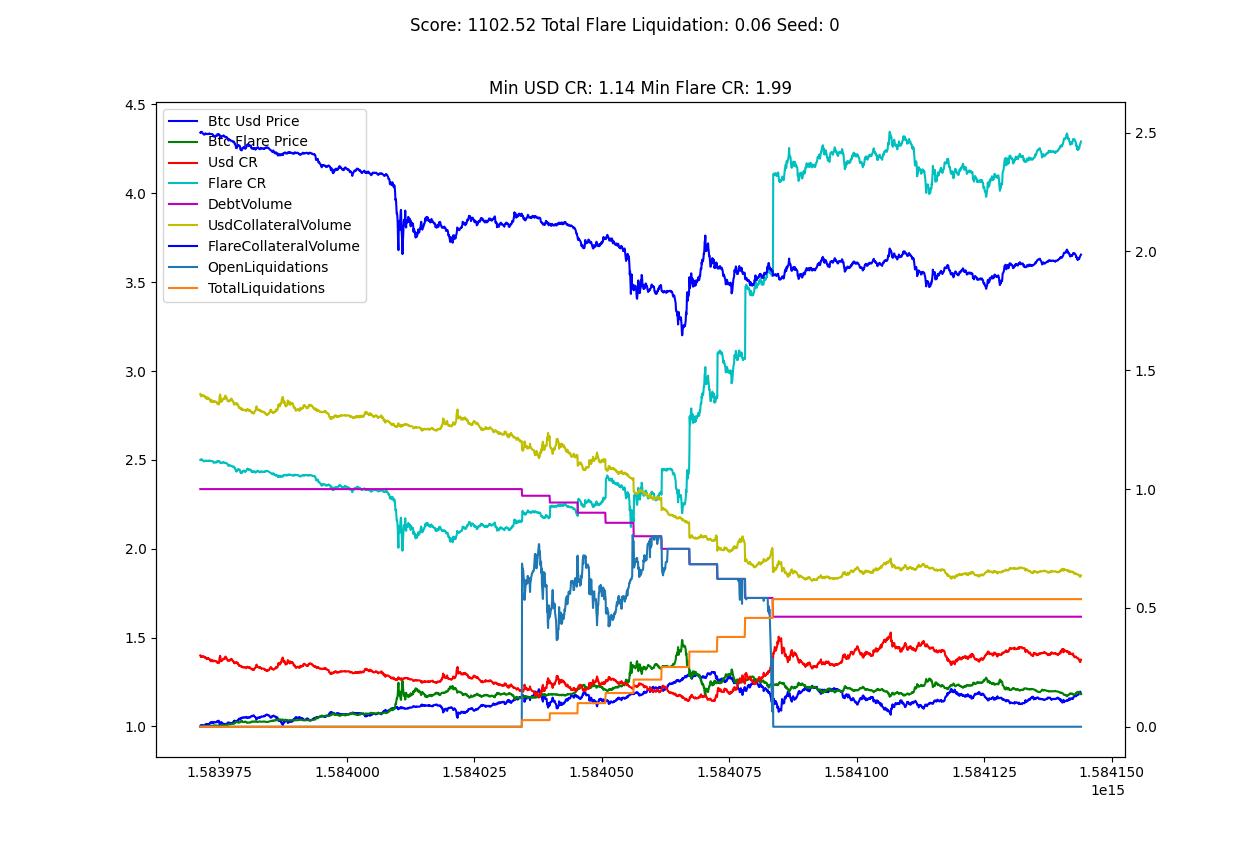 Score: 1102.52 Total Flare Liquidation: 0.06 Seed: 0
Min USD CR: 1.14 Min Flare CR: 1.99
Btc Usd Price
Btc Flare Price
Usd CR
Flare CR
DebtVolume
UsdCollateralVolume
FlareCollateralVolume
OpenLiquidations
TotalLiquidations
4.5
4.0
3.5
3.0
2.5
2.0
1.5
1.0
2.5
2.0
1.5
1.0
0.5
0.0
1.583975 1.584000 1.584025 1.584050 1.584075 1.584100 1.584125 1.584150
1e15